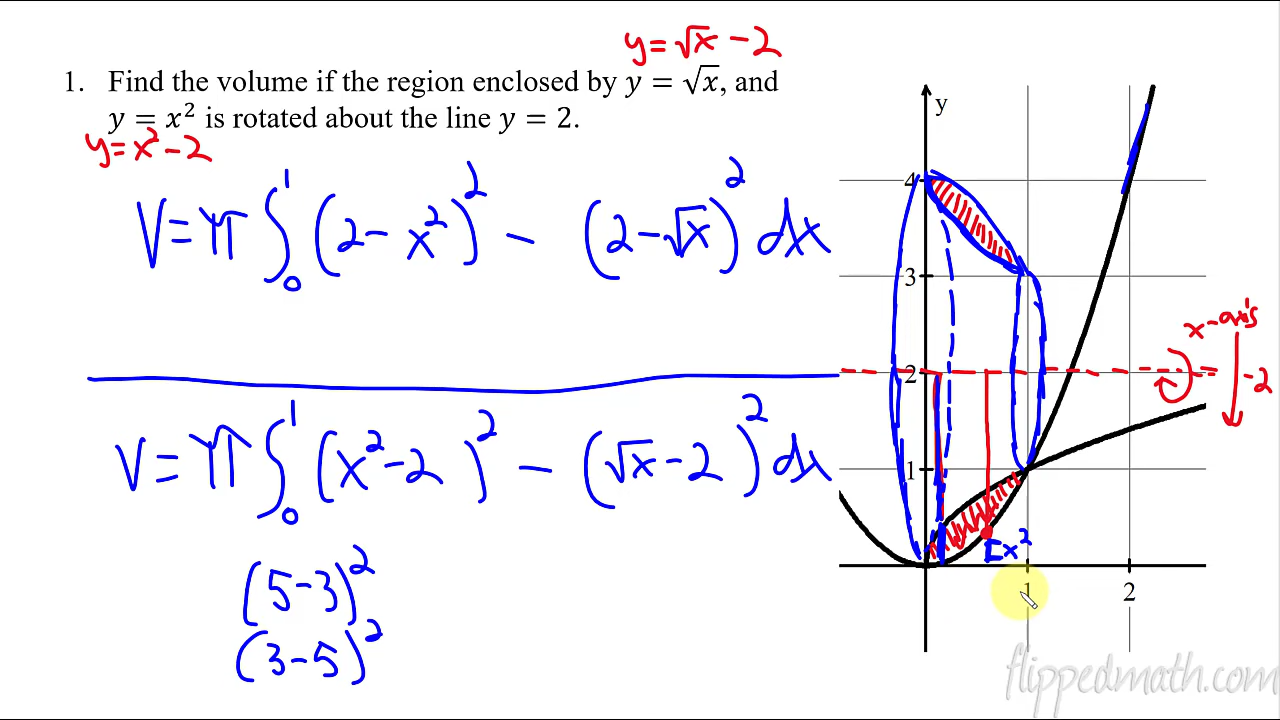 y = √x − 2
1. Find the volume if the region enclosed by y = √x, and
y = x² is rotated about the line y = 2.
y = x² − 2
V = π ∫₀¹ (2 − x²)² − (2 − √x)² dx
V = π ∫₀¹ (x² − 2)² − (√x − 2)² dx
(5 − 3)²
(3 − 5)²
y
4
3
x-axis
2
-2
1
x²
1 2
flippedmath.com